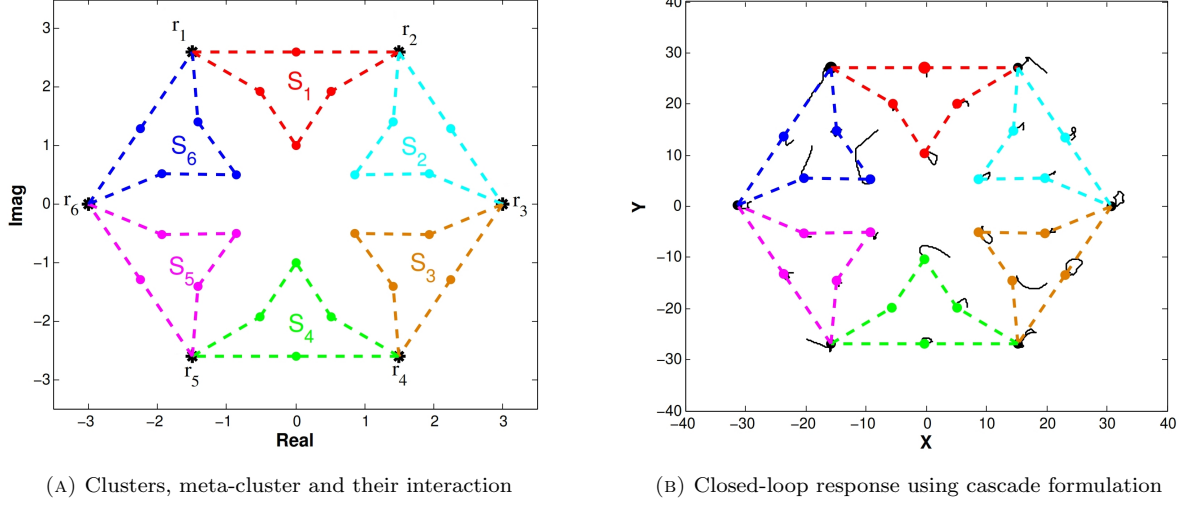 r1 r2
S1
S6 S2
r6 r3
S5 S3
S4
r5 r4
3
2
1
0
−1
−2
−3
Imag
−3 −2 −1 0 1 2 3
Real
(A) Clusters, meta-cluster and their interaction
40
30
20
10
0
−10
−20
−30
−40
Y
−40 −30 −20 −10 0 10 20 30 40
X
(B) Closed-loop response using cascade formulation